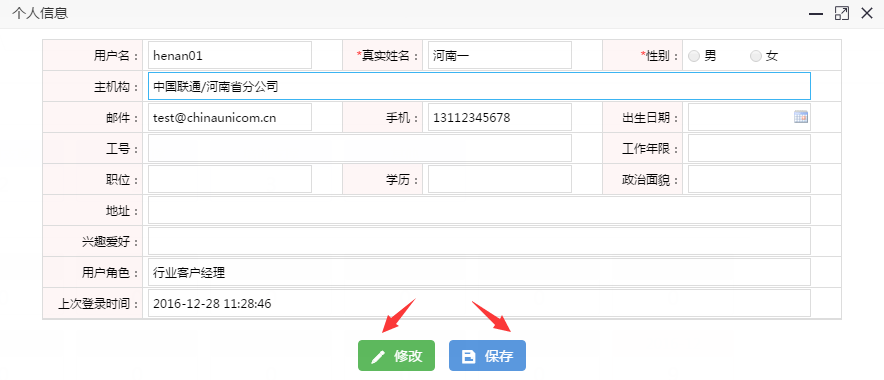 个人信息
用户名： henan01 *真实姓名： 河南一 *性别： 男 女
主机构： 中国联通/河南省分公司
邮件： test@chinaunicom.cn 手机： 13112345678 出生日期：
工号： 工作年限：
职位： 学历： 政治面貌：
地址：
兴趣爱好：
用户角色： 行业客户经理
上次登录时间： 2016-12-28 11:28:46
修改 保存